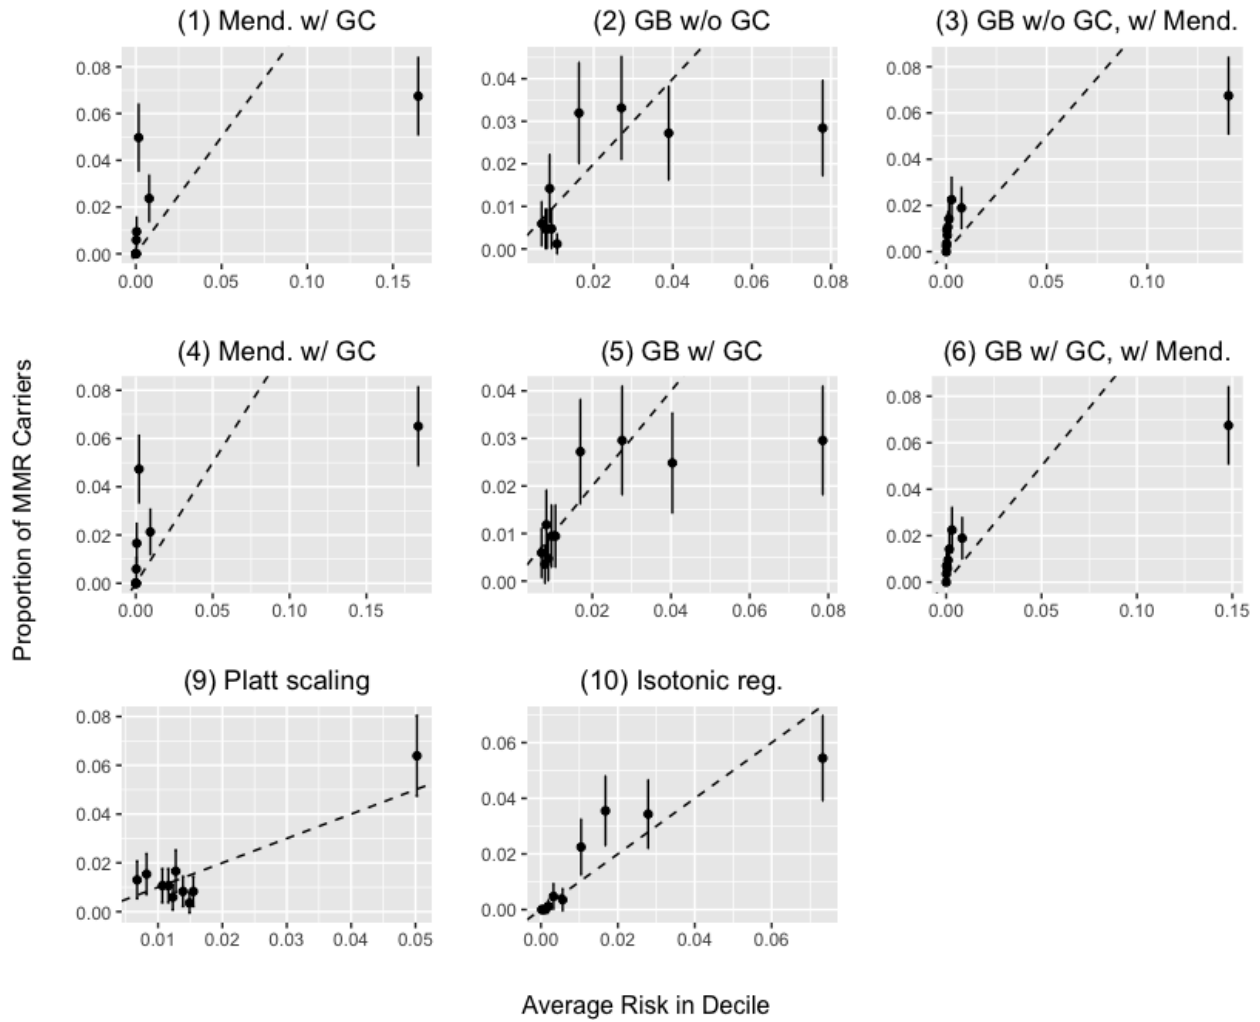 (1) Mend. w/ GC
(2) GB w/o GC
(3) GB w/o GC, w/ Mend.
0.08
0.06
0.04
0.02
0.00
0.00 0.05 0.10 0.15
0.04
0.03
0.02
0.01
0.00
0.02 0.04 0.06 0.08
0.08
0.06
0.04
0.02
0.00
0.00 0.05 0.10
(4) Mend. w/ GC
(5) GB w/ GC
(6) GB w/ GC, w/ Mend.
0.08
0.06
0.04
0.02
0.00
0.00 0.05 0.10 0.15
0.04
0.03
0.02
0.01
0.00
0.02 0.04 0.06 0.08
0.08
0.06
0.04
0.02
0.00
0.00 0.05 0.10 0.15
Proportion of MMR Carriers
(9) Platt scaling
(10) Isotonic reg.
0.08
0.06
0.04
0.02
0.00
0.01 0.02 0.03 0.04 0.05
0.06
0.04
0.02
0.00
0.00 0.02 0.04 0.06
Average Risk in Decile